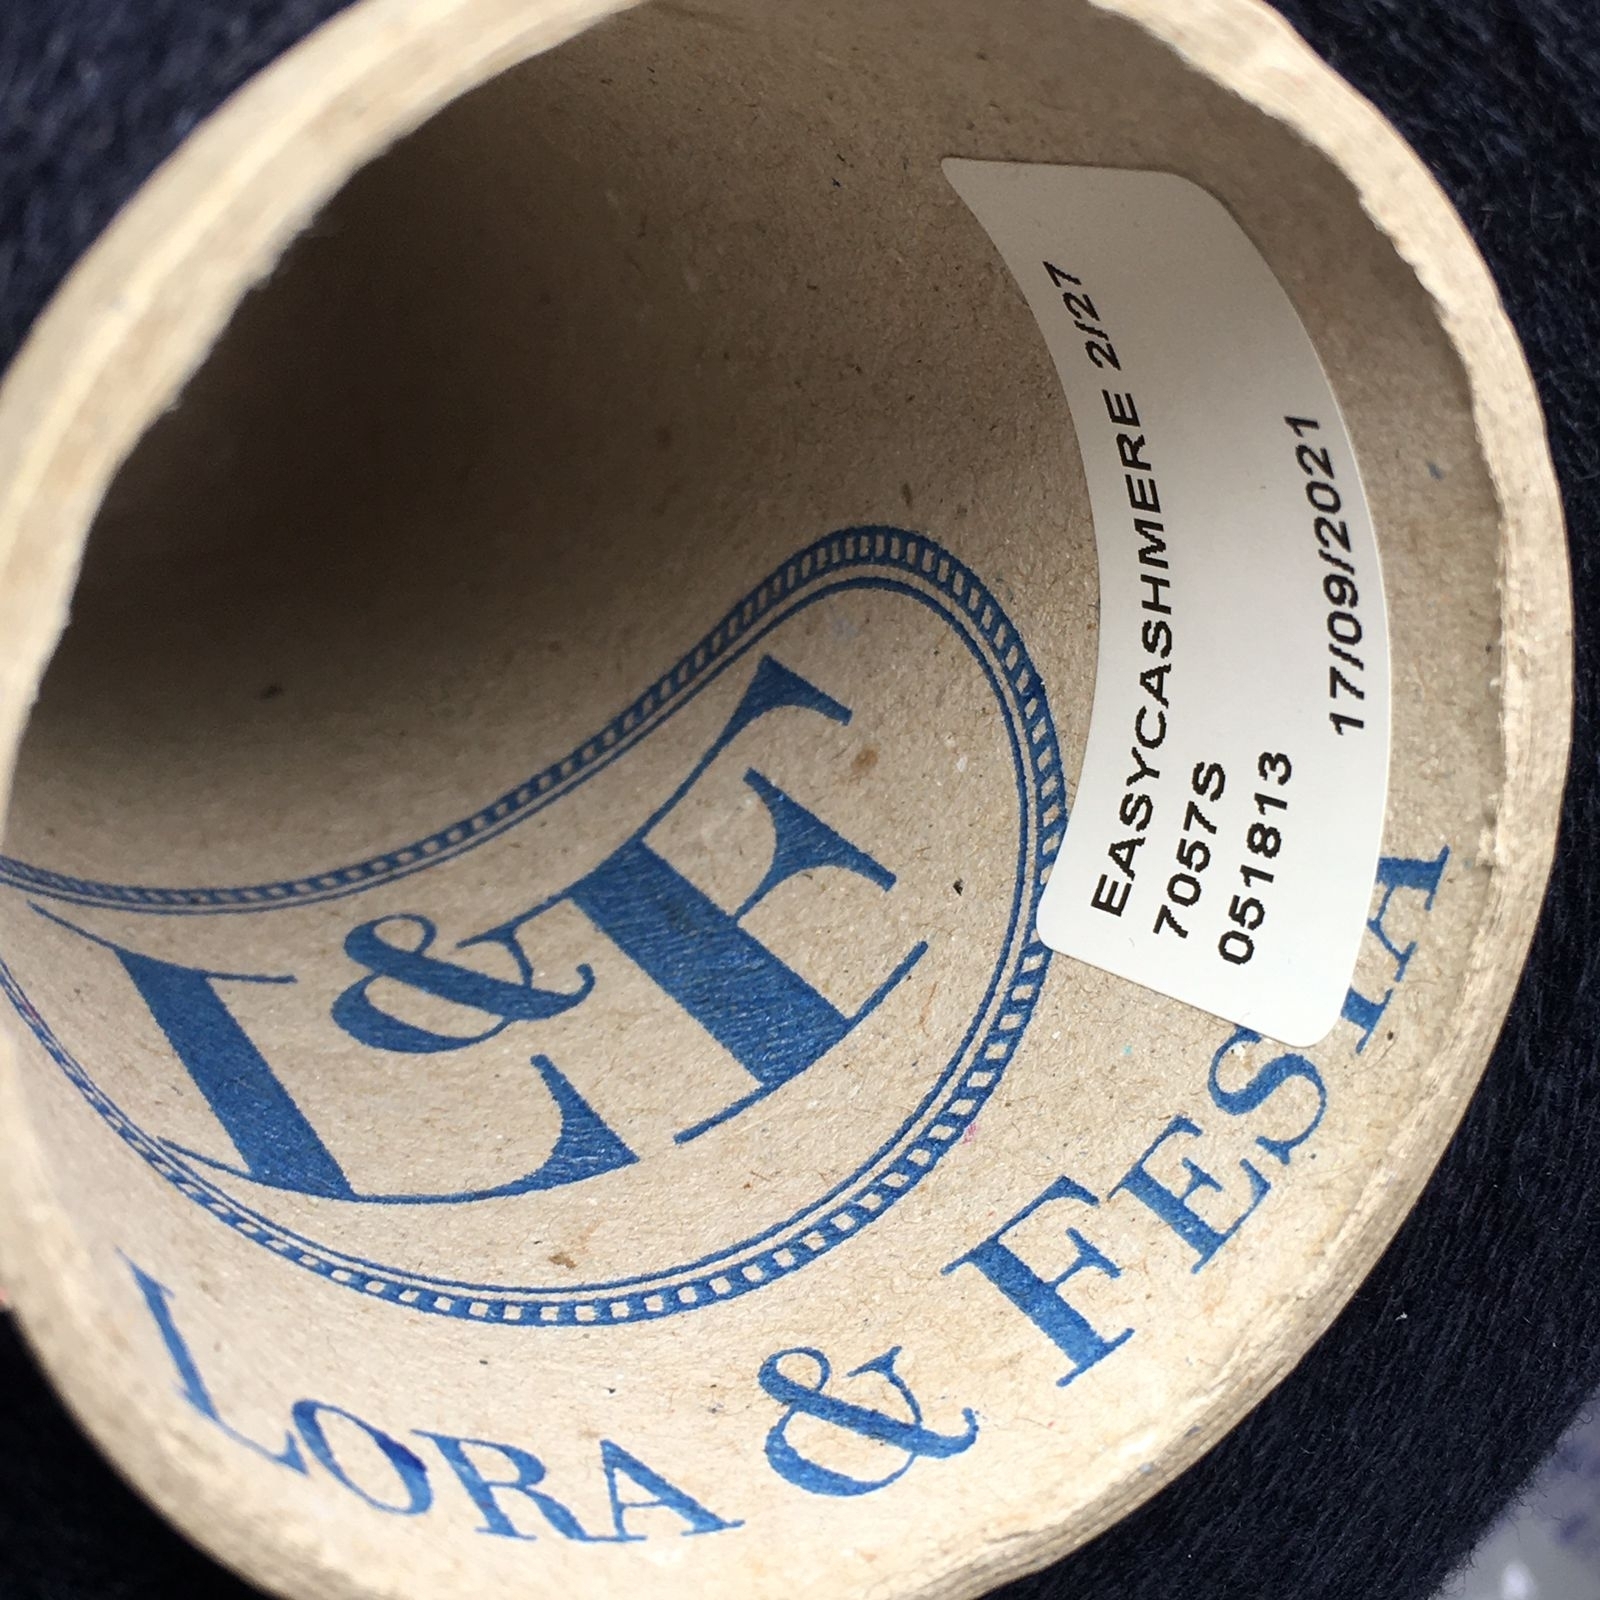 EASYCASHMERE 2/27
7057S
051813
17/09/2021
L&F
LORA & FESTA